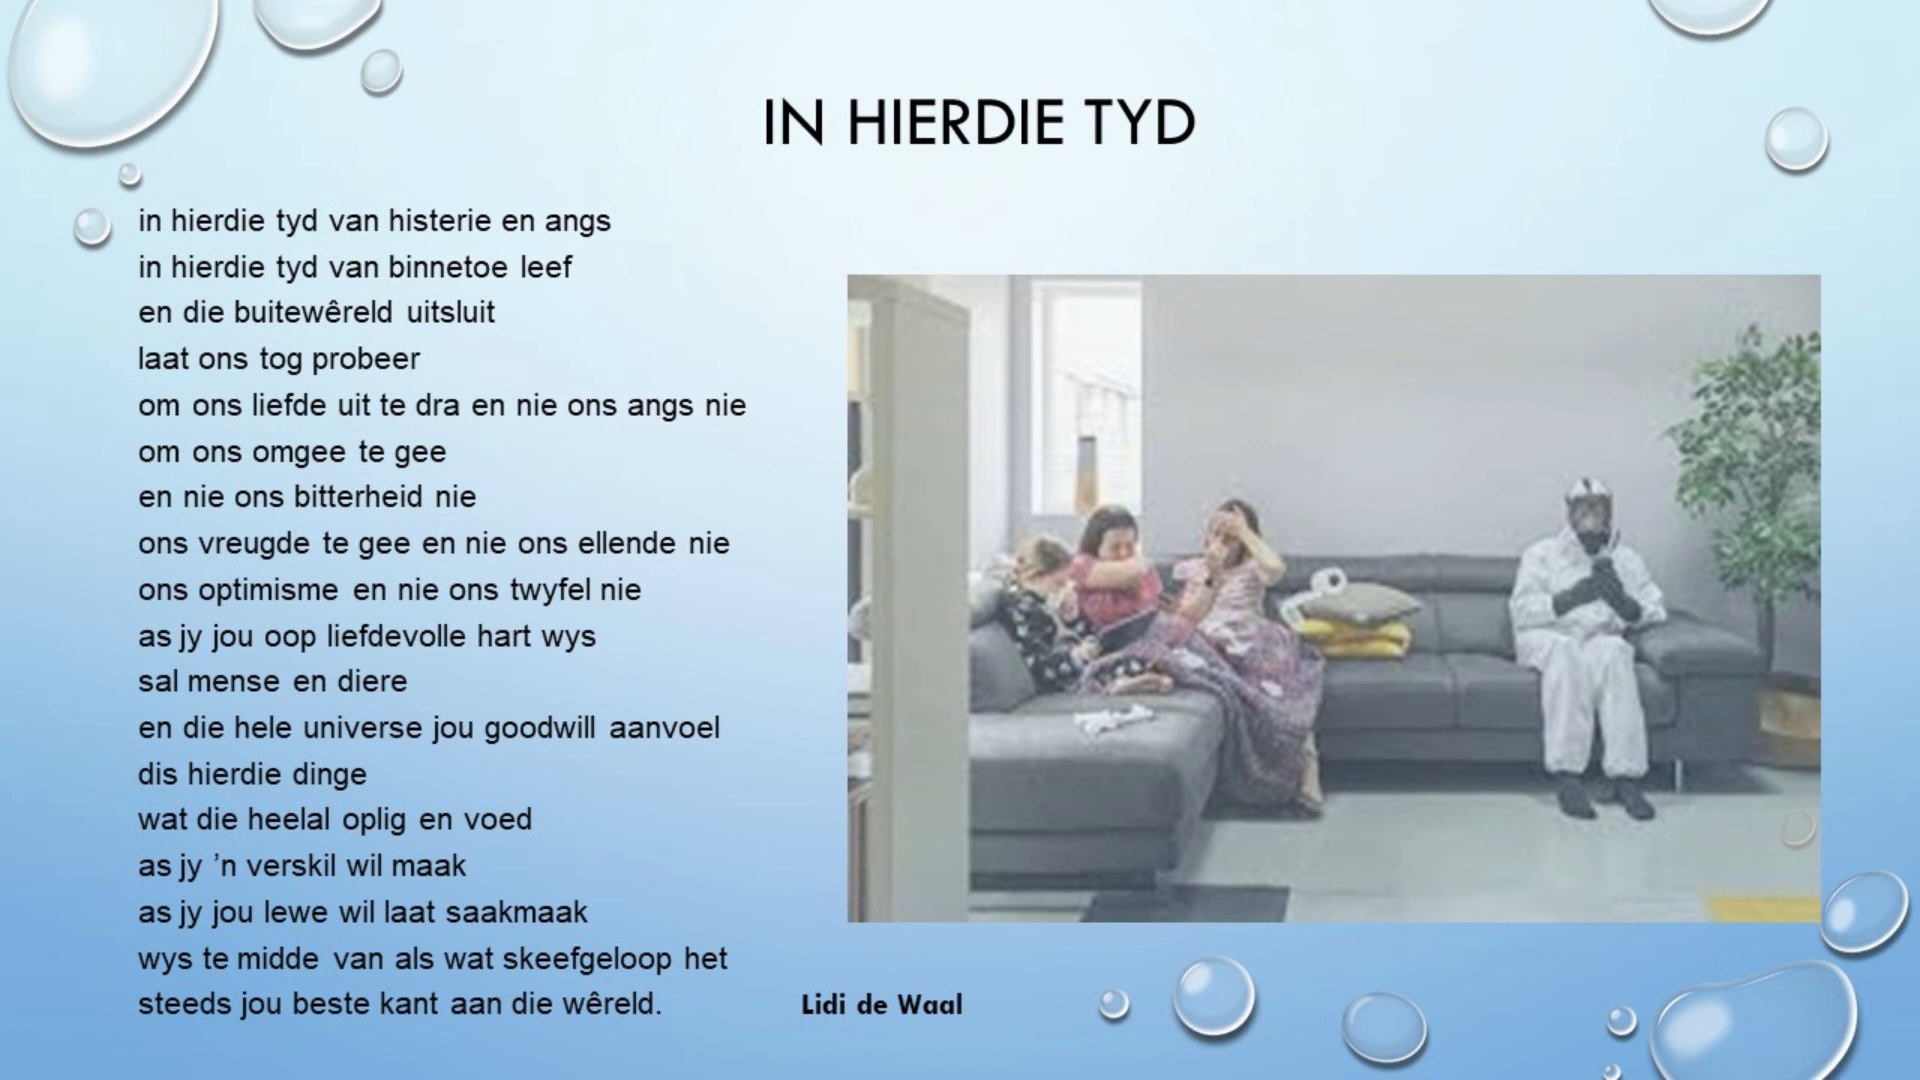 IN HIERDIE TYD
in hierdie tyd van histerie en angs
in hierdie tyd van binnetoe leef
en die buitewêreld uitsluit
laat ons tog probeer
om ons liefde uit te dra en nie ons angs nie
om ons omgee te gee
en nie ons bitterheid nie
ons vreugde te gee en nie ons ellende nie
ons optimisme en nie ons twyfel nie
as jy jou oop liefdevolle hart wys
sal mense en diere
en die hele universe jou goodwill aanvoel
dis hierdie dinge
wat die heelal oplig en voed
as jy ’n verskil wil maak
as jy jou lewe wil laat saakmaak
wys te midde van als wat skeefgeloop het
steeds jou beste kant aan die wêreld.
Lidi de Waal